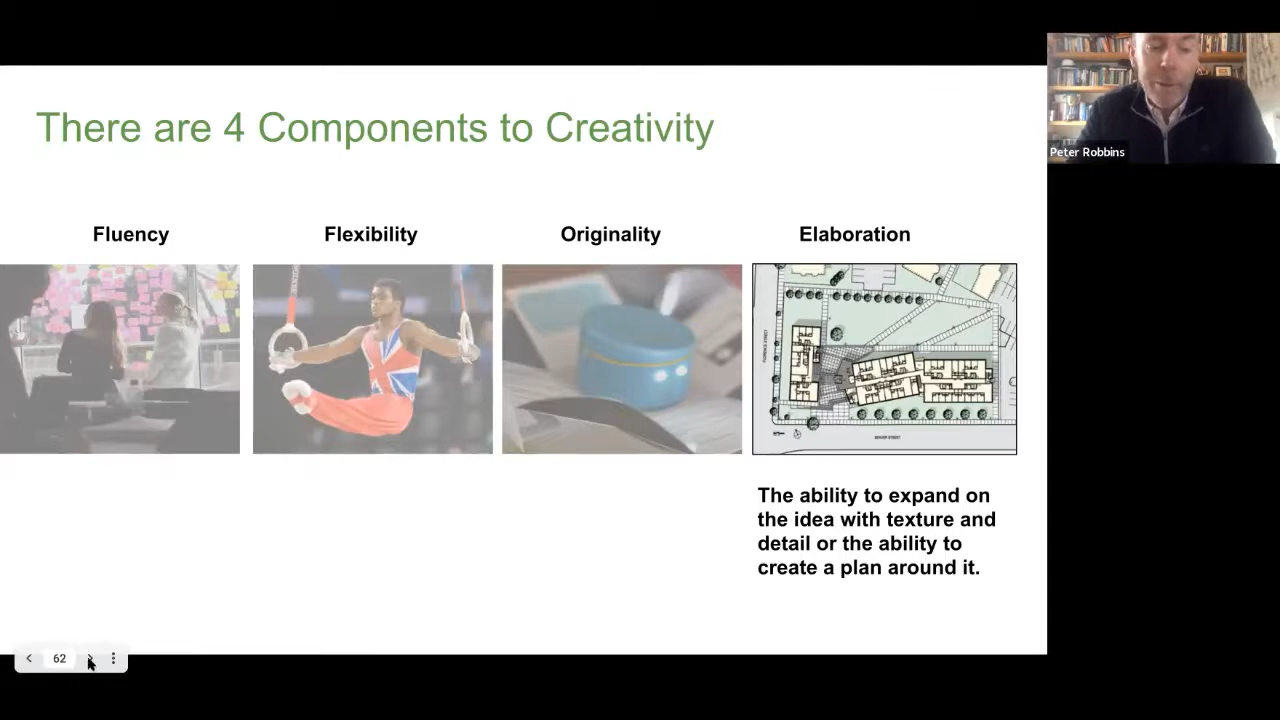 There are 4 Components to Creativity
Peter Robbins
Fluency
Flexibility
Originality
Elaboration
The ability to expand on
the idea with texture and
detail or the ability to
create a plan around it.
62